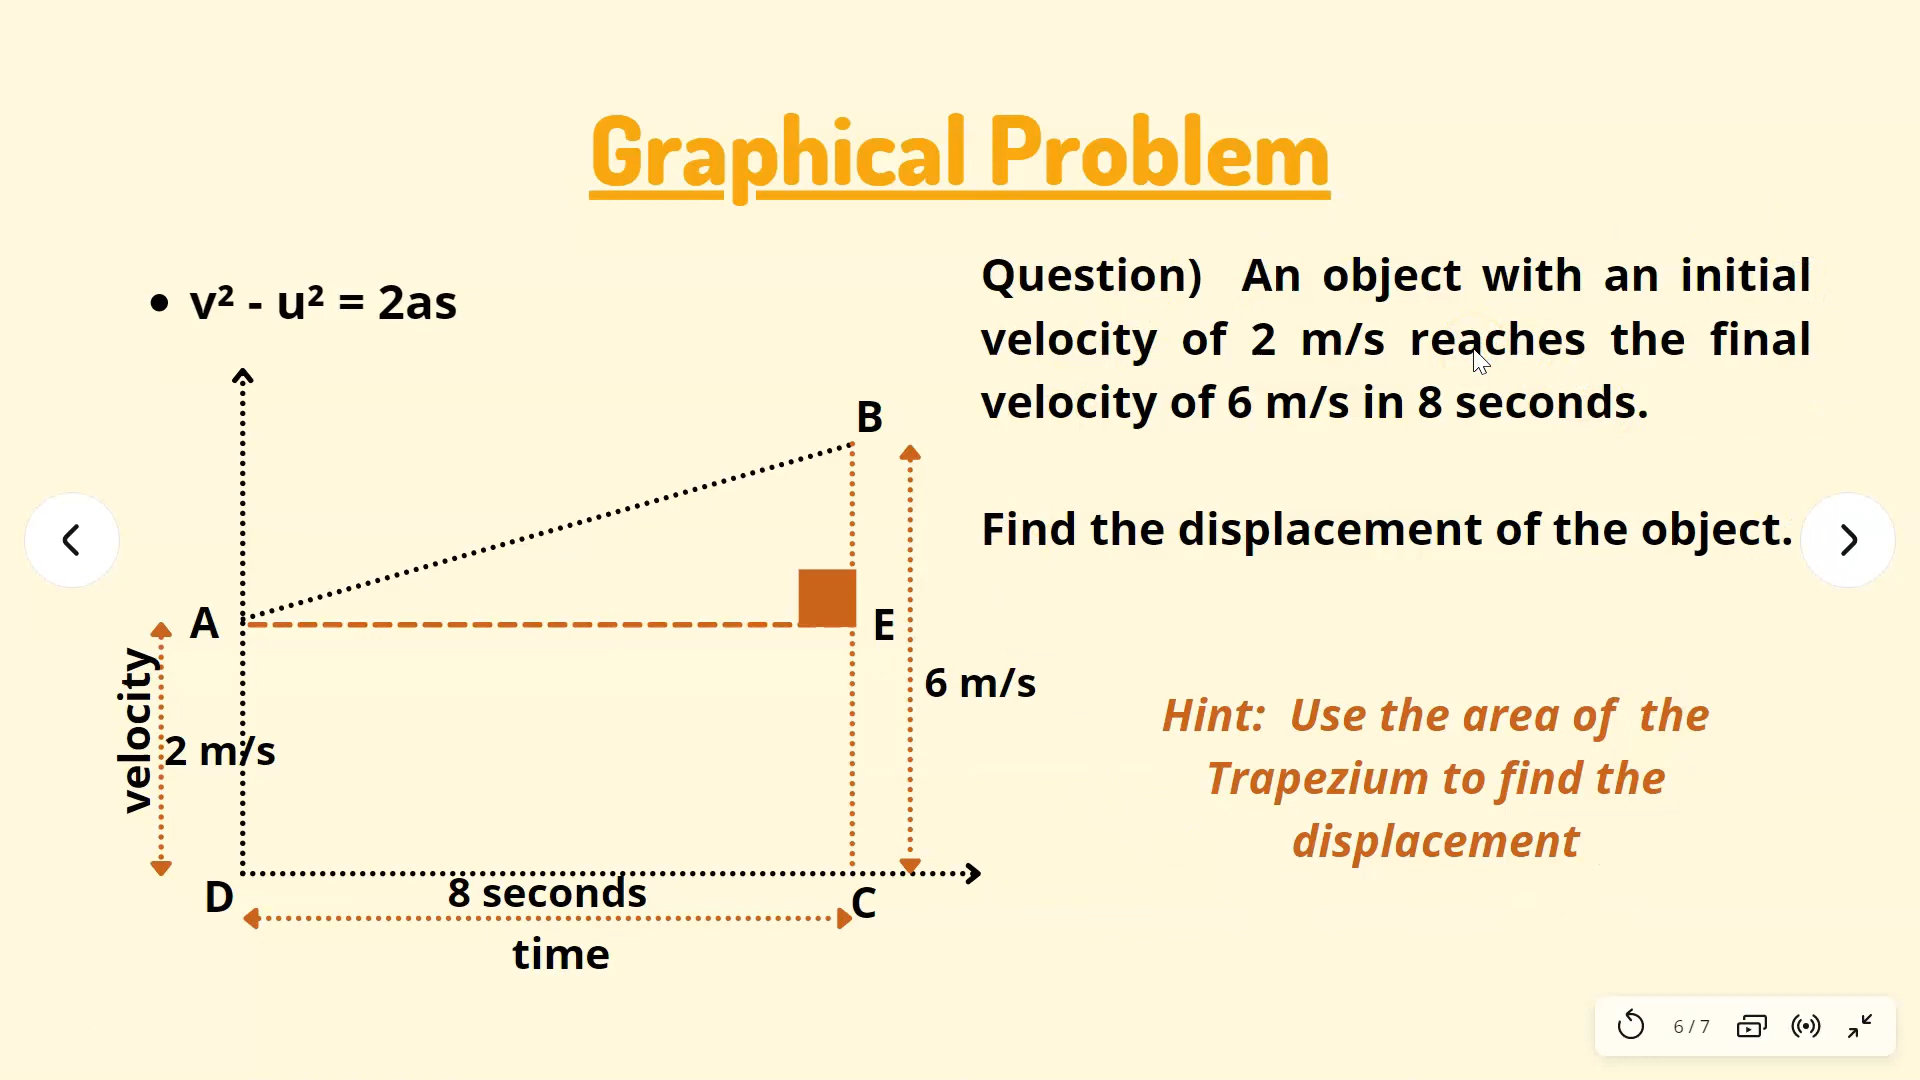 Graphical Problem
• v² - u² = 2as
Question) An object with an initial
velocity of 2 m/s reaches the final
velocity of 6 m/s in 8 seconds.
Find the displacement of the object.
B
A
E
velocity
2 m/s
6 m/s
Hint: Use the area of the
Trapezium to find the
displacement
D
8 seconds
C
time
6 / 7